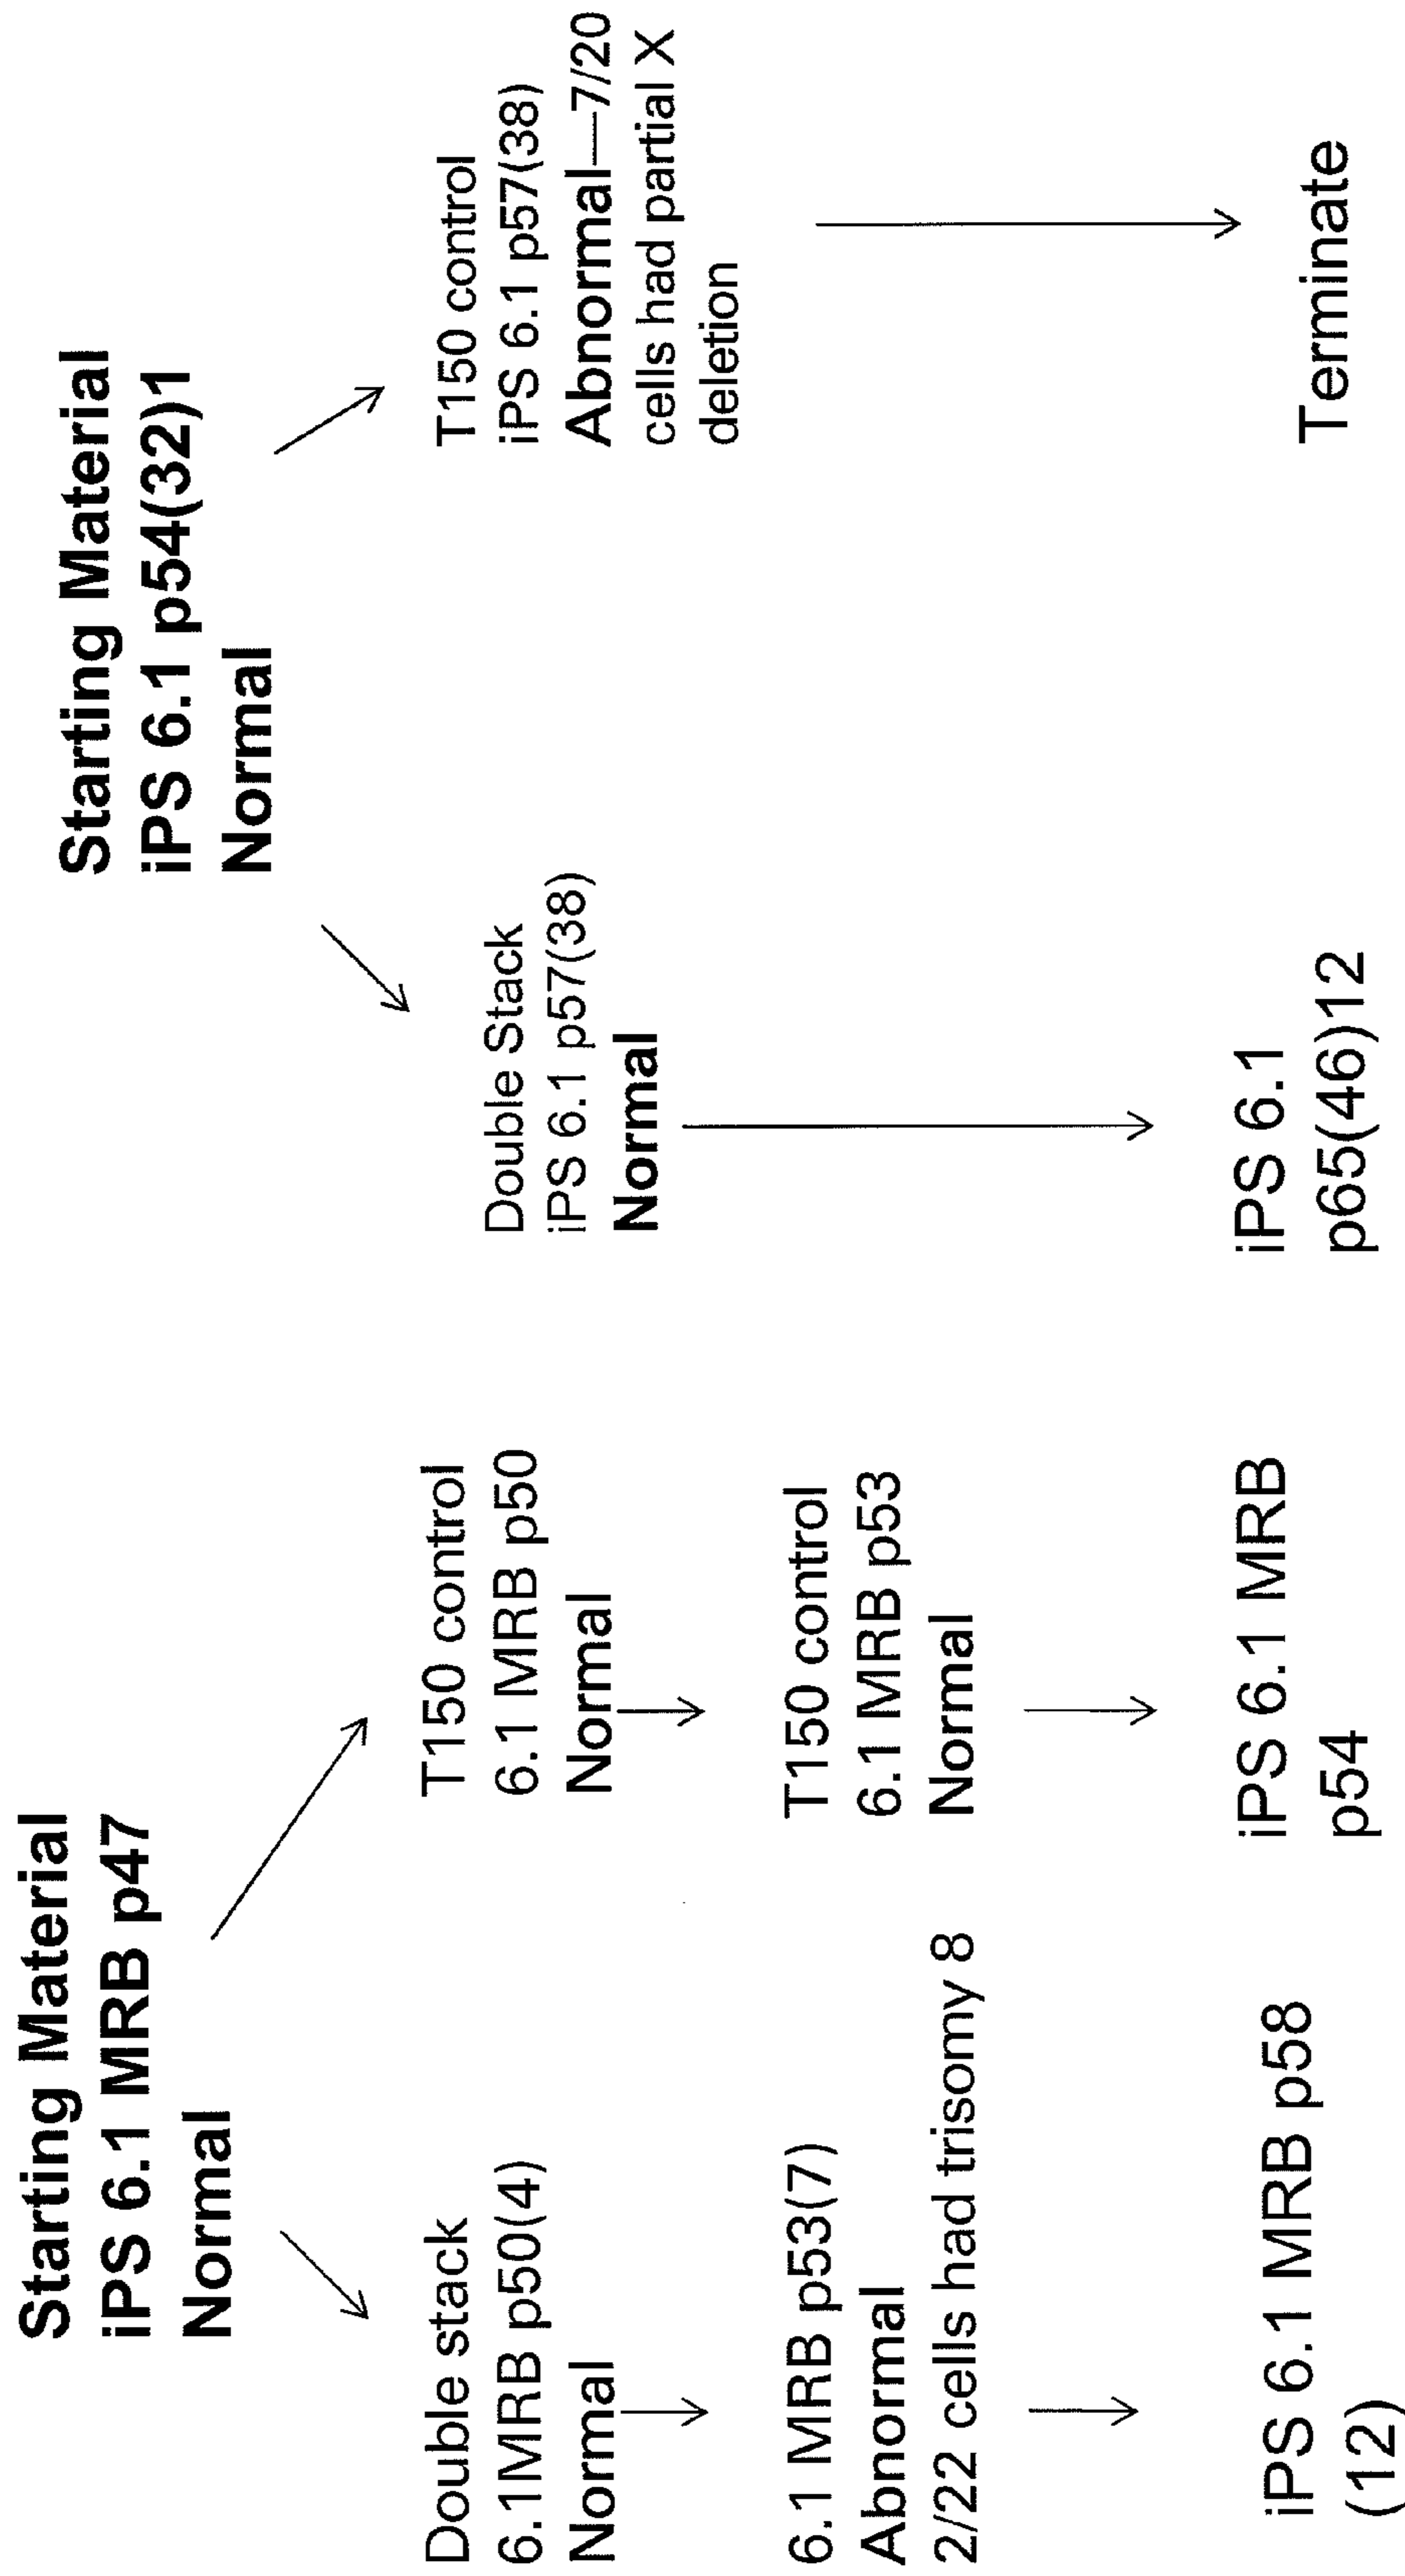 Starting Material
iPS 6.1 MRB p47
Normal
Double stack
6.1MRB p50(4)
Normal
6.1 MRB p53(7)
Abnormal
2/22 cells had trisomy 8
iPS 6.1 MRB p58
(12)
T150 control
6.1 MRB p50
Normal
T150 control
6.1 MRB p53
Normal
iPS 6.1 MRB
p54
Starting Material
iPS 6.1 p54(32)1
Normal
Double Stack
iPS 6.1 p57(38)
Normal
iPS 6.1
p65(46)12
T150 control
iPS 6.1 p57(38)
Abnormal—7/20
cells had partial X
deletion
Terminate